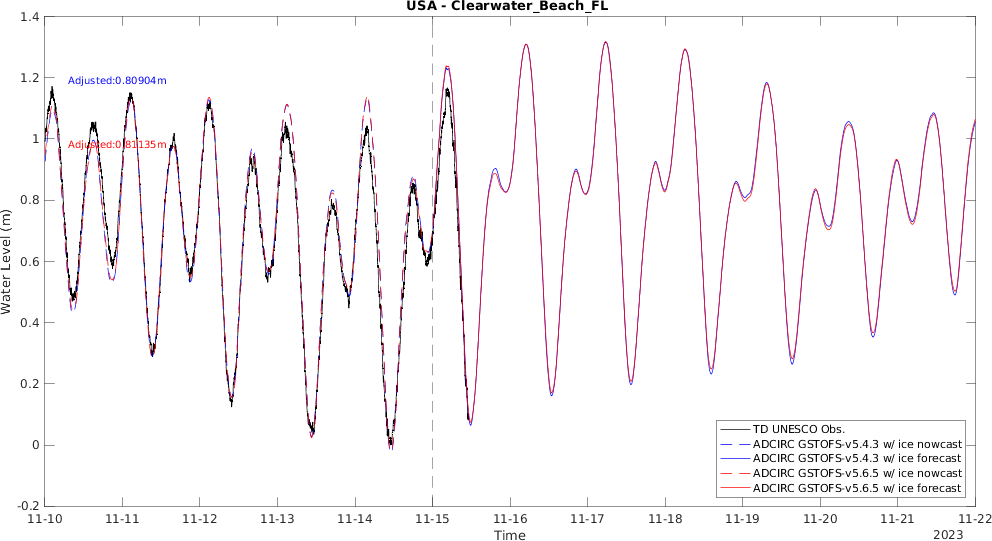 USA - Clearwater_Beach_FL
1.4
1.2
1
0.8
0.6
0.4
0.2
0
-0.2
Water Level (m)
Adjusted:0.80904m
Adjusted:0.81135m
TD UNESCO Obs.
ADCIRC GSTOFS-v5.4.3 w/ ice nowcast
ADCIRC GSTOFS-v5.4.3 w/ ice forecast
ADCIRC GSTOFS-v5.6.5 w/ ice nowcast
ADCIRC GSTOFS-v5.6.5 w/ ice forecast
11-10 11-11 11-12 11-13 11-14 11-15 11-16 11-17 11-18 11-19 11-20 11-21 11-22
Time
2023